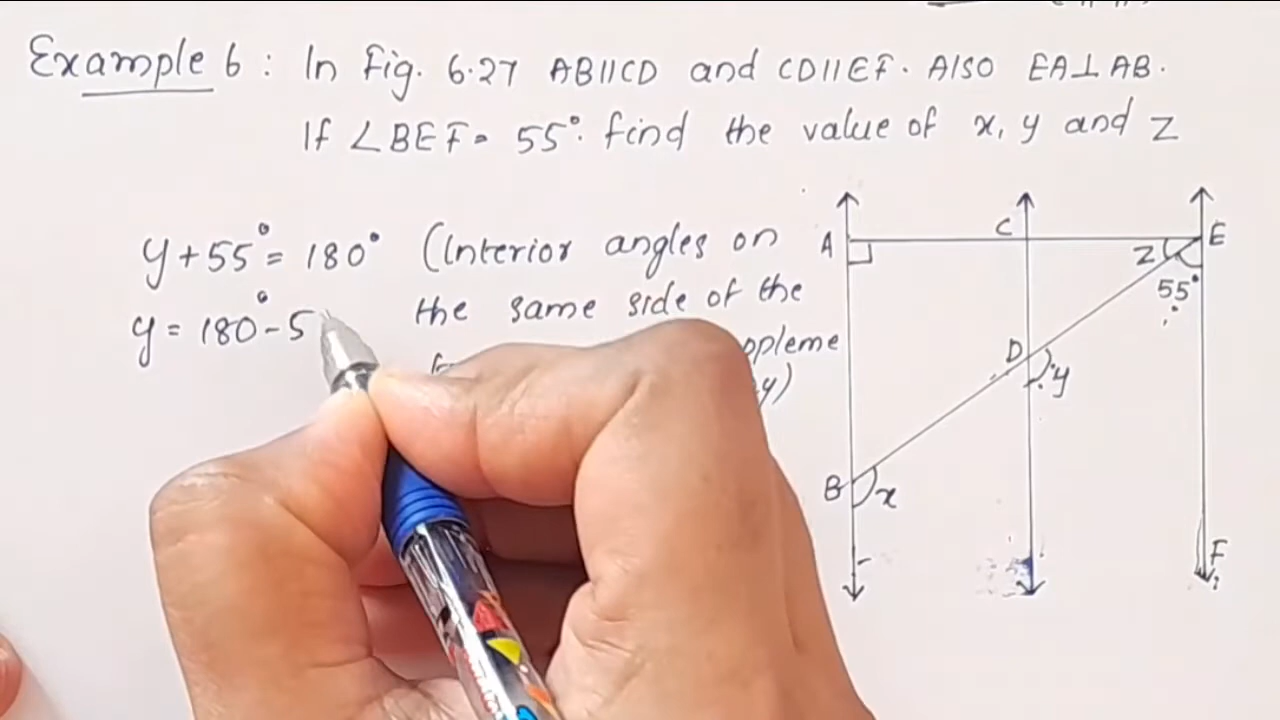 Example 6 : In Fig. 6.27 AB||CD and CD||EF. Also EA⊥AB.
If ∠BEF = 55°. find the value of x, y and z
y + 55° = 180° (Interior angles on
the same side of the
y = 180° - 5
ppleme
y)
A
C
E
z
55°
D
y
B
x
F